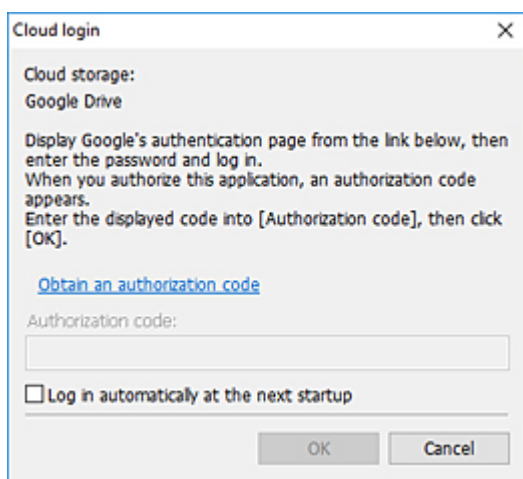 Cloud login
Cloud storage:
Google Drive
Display Google's authentication page from the link below, then
enter the password and log in.
When you authorize this application, an authorization code
appears.
Enter the displayed code into [Authorization code], then click
[OK].
Obtain an authorization code
Authorization code:
Log in automatically at the next startup
OK Cancel